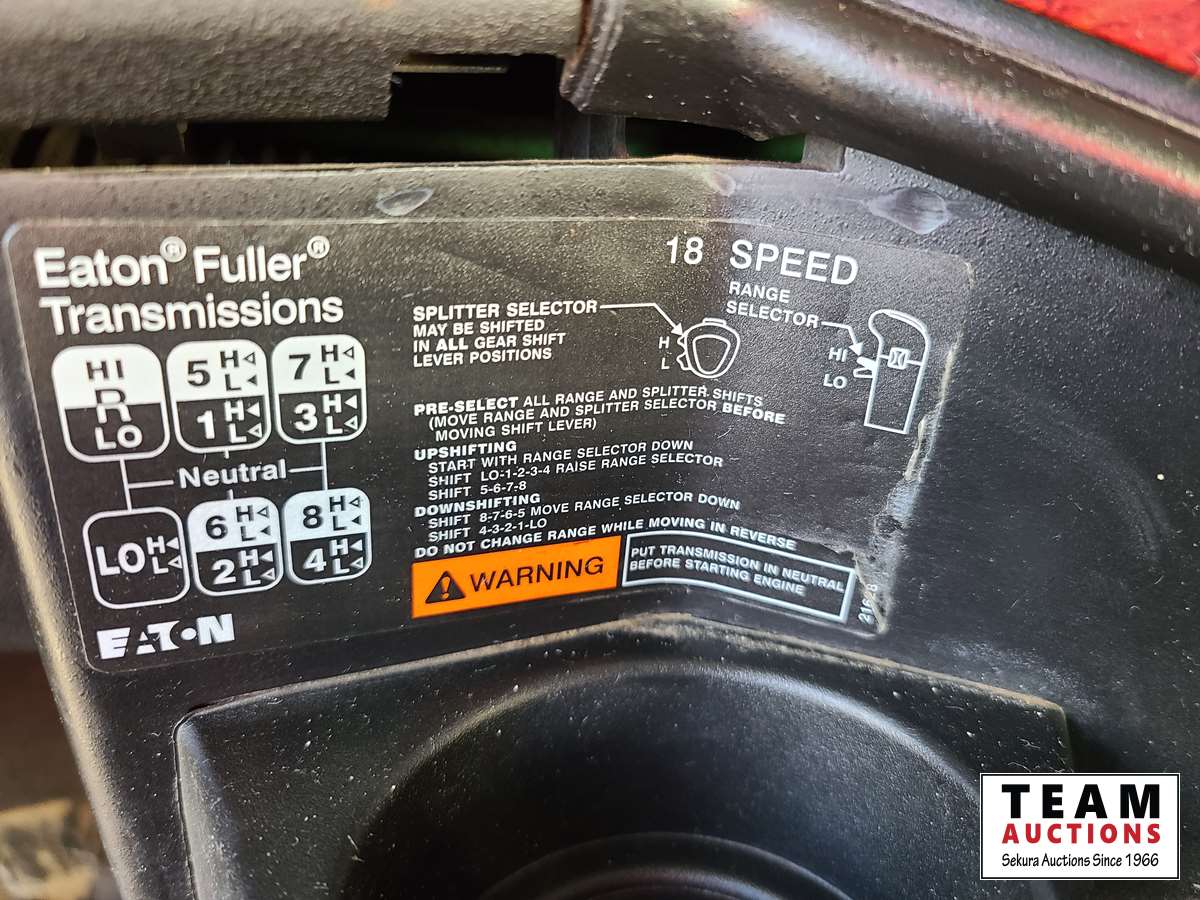 Eaton® Fuller®
Transmissions
18 SPEED
HI
R
LO
5 H◁
L◀
1 H◀
L◁
7 H◁
L◀
3 H◀
L◁
Neutral
LO H◀
L◁
6 H◁
L◀
2 H◀
L◁
8 H◁
L◀
4 H◀
L◁
EATON
SPLITTER SELECTOR
MAY BE SHIFTED
IN ALL GEAR SHIFT
LEVER POSITIONS
H
L
RANGE
SELECTOR
HI
LO
PRE-SELECT ALL RANGE AND SPLITTER SHIFTS
(MOVE RANGE AND SPLITTER SELECTOR BEFORE
MOVING SHIFT LEVER)
UPSHIFTING
START WITH RANGE SELECTOR DOWN
SHIFT LO-1-2-3-4 RAISE RANGE SELECTOR
SHIFT 5-6-7-8
DOWNSHIFTING
SHIFT 8-7-6-5 MOVE RANGE SELECTOR DOWN
SHIFT 4-3-2-1-LO
DO NOT CHANGE RANGE WHILE MOVING IN REVERSE
WARNING
PUT TRANSMISSION IN NEUTRAL
BEFORE STARTING ENGINE
TEAM
AUCTIONS
Sekura Auctions Since 1966